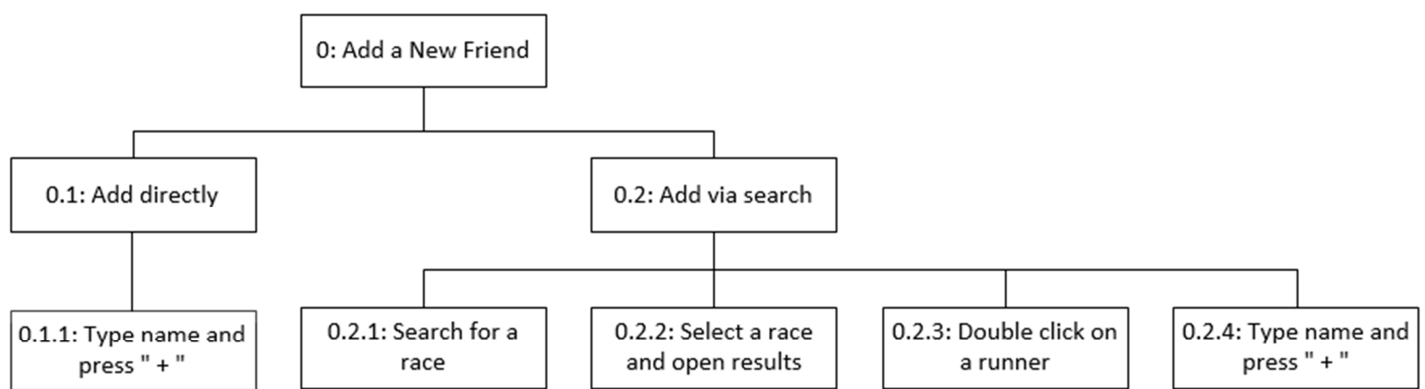 0: Add a New Friend
0.1: Add directly
0.2: Add via search
0.1.1: Type name and
press " + "
0.2.1: Search for a
race
0.2.2: Select a race
and open results
0.2.3: Double click on
a runner
0.2.4: Type name and
press " + "